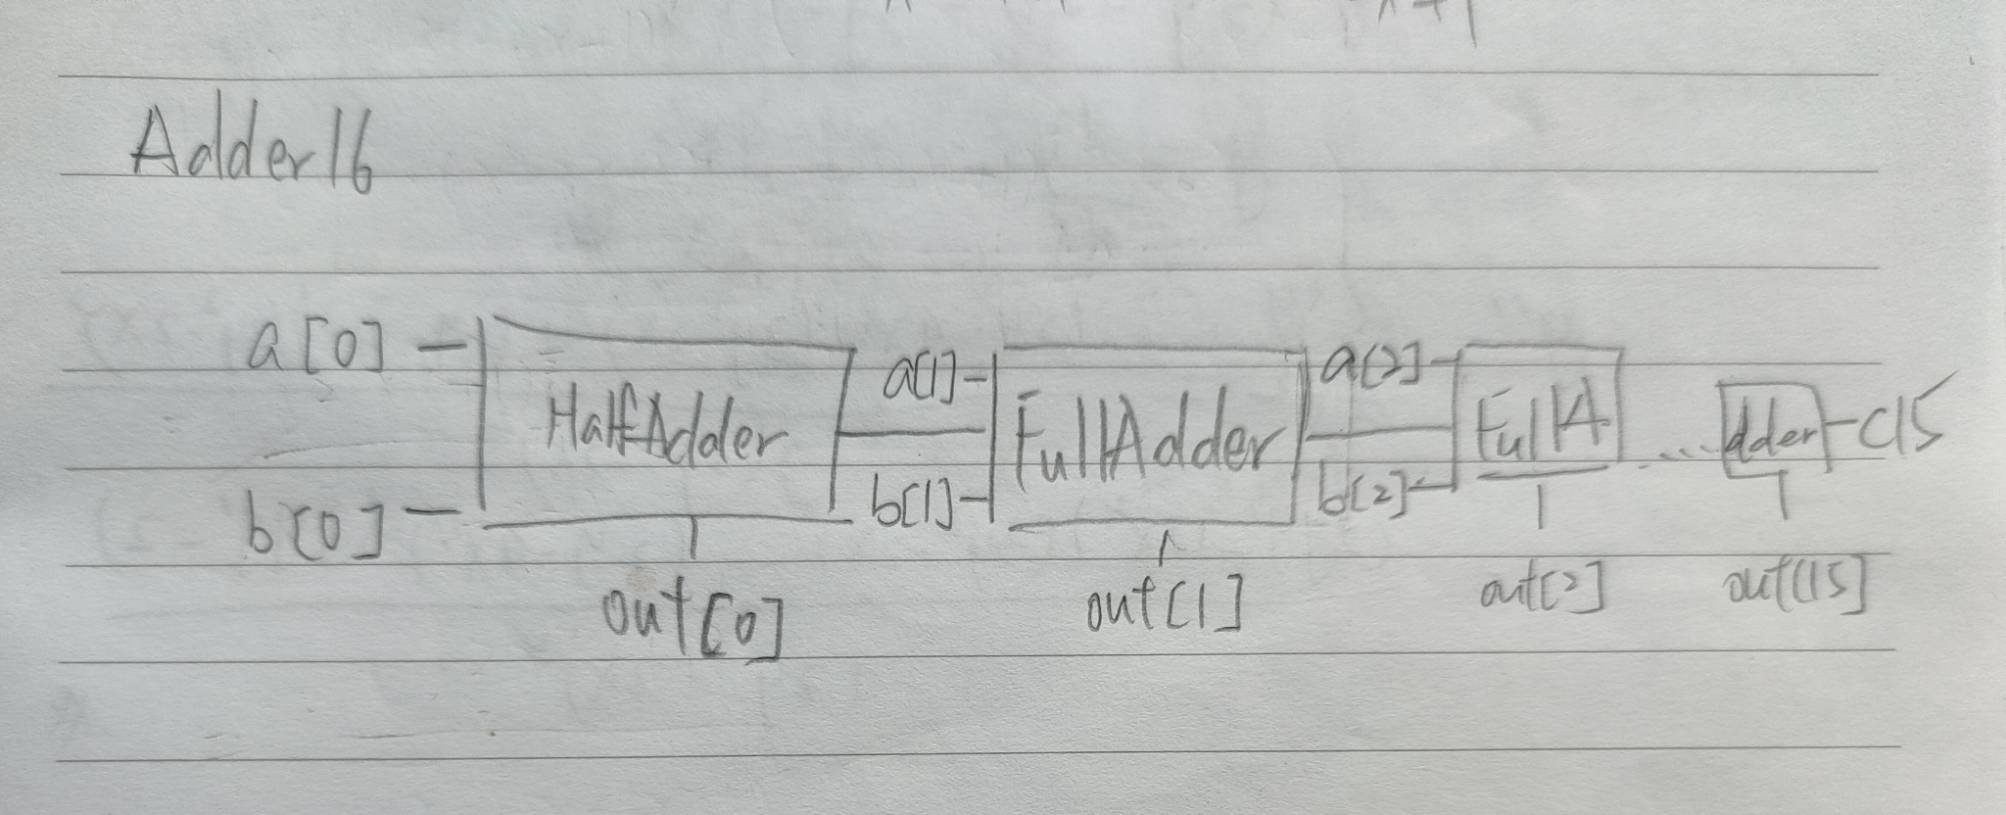 Adder16
a[0]
b[0]
HalfAdder
out[0]
a[1]
b[1]
FullAdder
out[1]
a[2]
b[2]
FullA
out[2]
...
dder
C15
out[15]